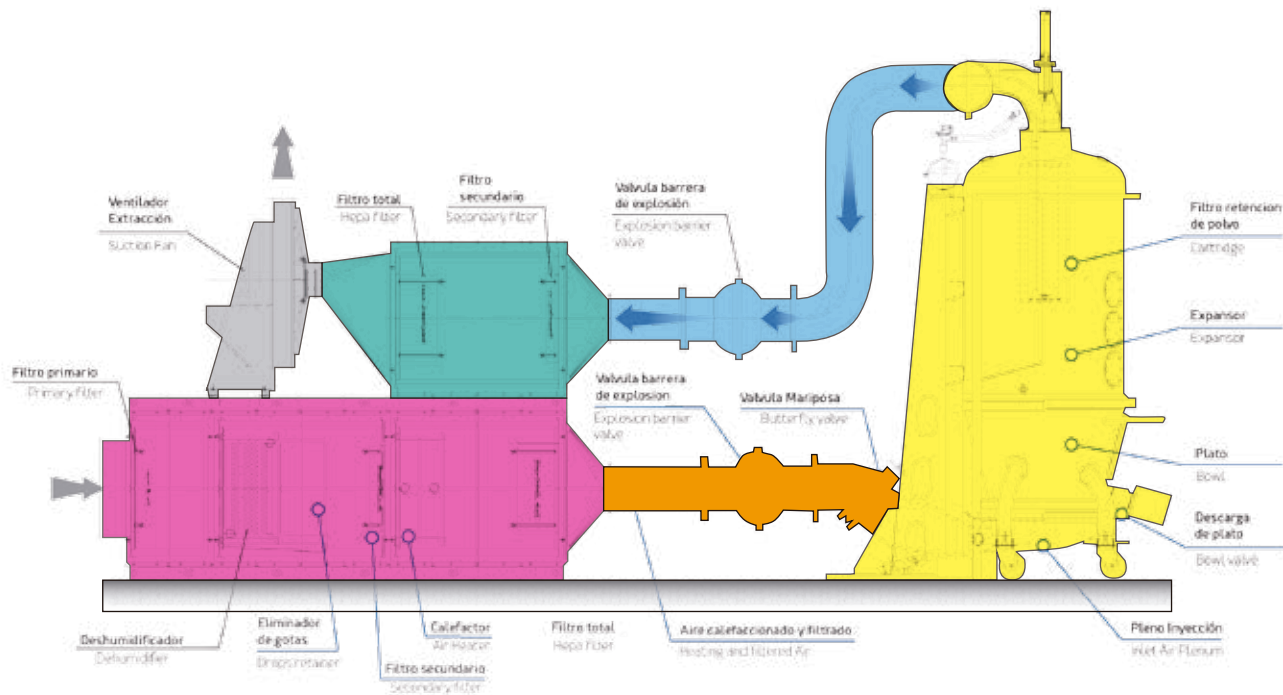 Ventilador
Extracción
Suction Fan
Filtro total
Hepa filter
Filtro
secundario
Secondary filter
Valvula barrera
de explosión
Explosion barrier
valve
Filtro retencion
de polvo
Cartridge
Expansor
Expansor
Filtro primario
Primary filter
Valvula barrera
de explosion
Explosion barrier
valve
Valvula Mariposa
Butterfly valve
Plato
Bowl
Descarga
de plato
Bowl valve
Deshumidificador
Dehumidifier
Eliminador
de gotas
Drops retainer
Calefactor
Air Heater
Filtro secundario
Secondary filter
Filtro total
Hepa filter
Aire calefaccionado y filtrado
Heating and filtered Air
Pleno Inyección
Inlet Air Plenum